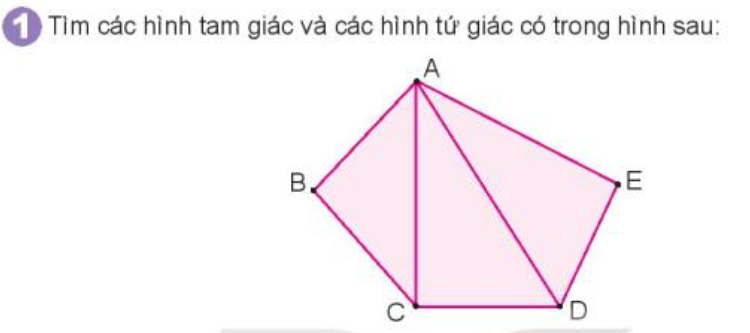 1 Tìm các hình tam giác và các hình tứ giác có trong hình sau:
A
B
E
C
D